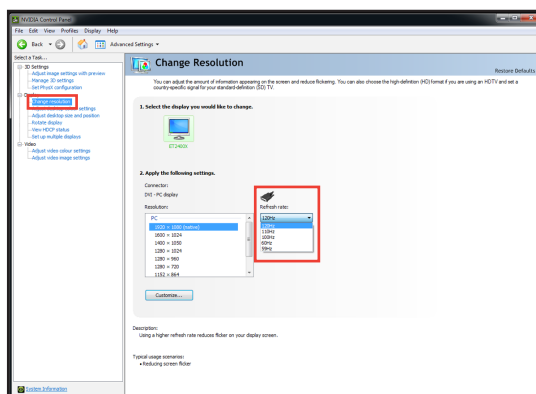 NVIDIA Control Panel
File Edit View Profiles Display Help
Back Advanced Settings
Select a Task...
3D Settings
Adjust image settings with preview
Manage 3D settings
Set PhysX configuration
Change resolution
settings
Adjust desktop size and position
Rotate display
View HDCP status
Set up multiple displays
Video
Adjust video colour settings
Adjust video image settings
System Information
Change Resolution
Restore Defaults
You can adjust the amount of information appearing on the screen and reduce flickering. You can also choose the high-definition (HD) format if you are using an HDTV and set a
country-specific signal for your standard-definition (SD) TV.
1. Select the display you would like to change.
2. Apply the following settings.
Connector:
DVI - PC display
Resolution:
Refresh rate:
PC
1920 × 1080 (native)
1600 × 1024
1400 × 1050
1280 × 1024
1280 × 960
1280 × 720
1152 × 864
120Hz
120Hz
110Hz
100Hz
60Hz
59Hz
Customize...
Description:
Using a higher refresh rate reduces flicker on your display screen.
Typical usage scenarios:
• Reducing screen flicker